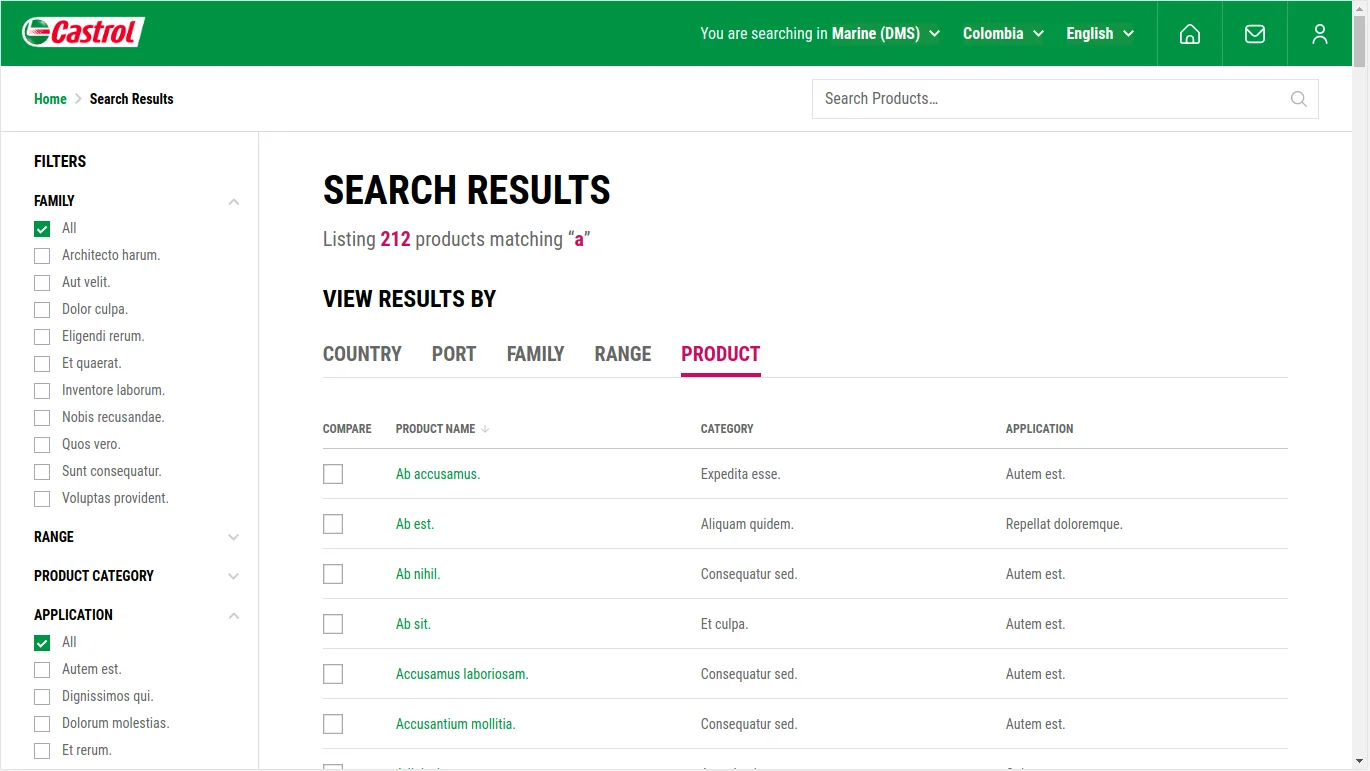 Castrol
You are searching in Marine (DMS) Colombia English
Home Search Results
Search Products...
FILTERS
FAMILY
All
Architecto harum.
Aut velit.
Dolor culpa.
Eligendi rerum.
Et quaerat.
Inventore laborum.
Nobis recusandae.
Quos vero.
Sunt consequatur.
Voluptas provident.
RANGE
PRODUCT CATEGORY
APPLICATION
All
Autem est.
Dignissimos qui.
Dolorum molestias.
Et rerum.
SEARCH RESULTS
Listing 212 products matching “a”
VIEW RESULTS BY
COUNTRY PORT FAMILY RANGE PRODUCT
COMPARE PRODUCT NAME CATEGORY APPLICATION
Ab accusamus. Expedita esse. Autem est.
Ab est. Aliquam quidem. Repellat doloremque.
Ab nihil. Consequatur sed. Autem est.
Ab sit. Et culpa. Autem est.
Accusamus laboriosam. Consequatur sed. Autem est.
Accusantium mollitia. Consequatur sed. Autem est.